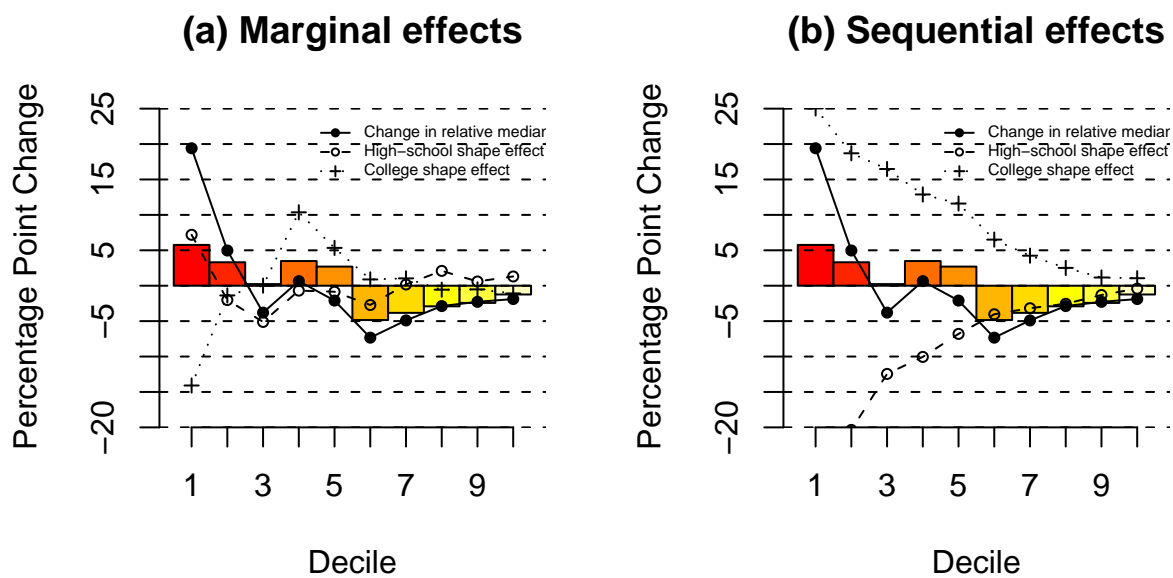 (a) Marginal effects
Percentage Point Change
25
15
5
−5
−20
Change in relative median
High−school shape effect
College shape effect
1 3 5 7 9
Decile
(b) Sequential effects
Percentage Point Change
25
15
5
−5
−20
Change in relative median
High−school shape effect
College shape effect
1 3 5 7 9
Decile